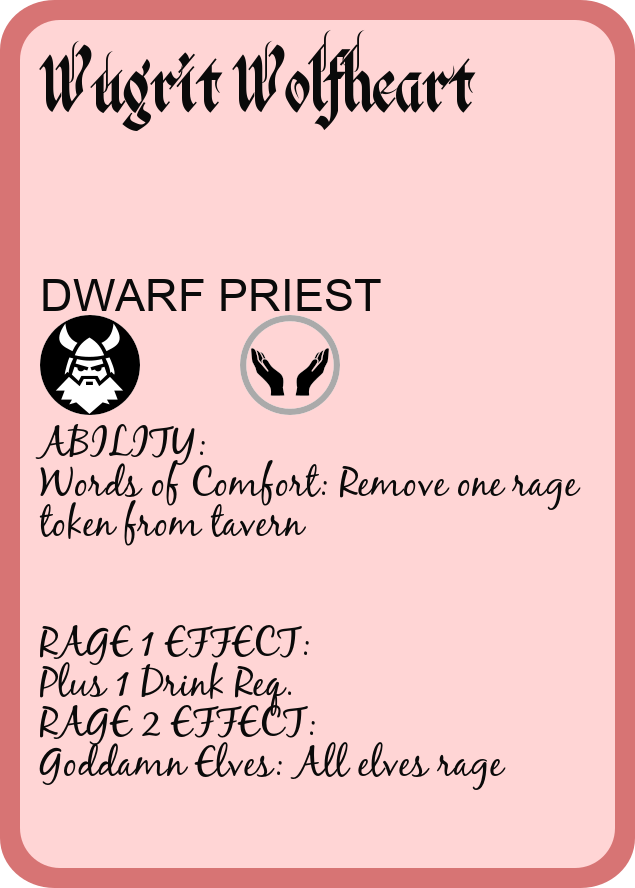 Wugrit Wolfheart
DWARF PRIEST
ABILITY:
Words of Comfort: Remove one rage
token from tavern
RAGE 1 EFFECT:
Plus 1 Drink Req.
RAGE 2 EFFECT:
Goddamn Elves: All elves rage